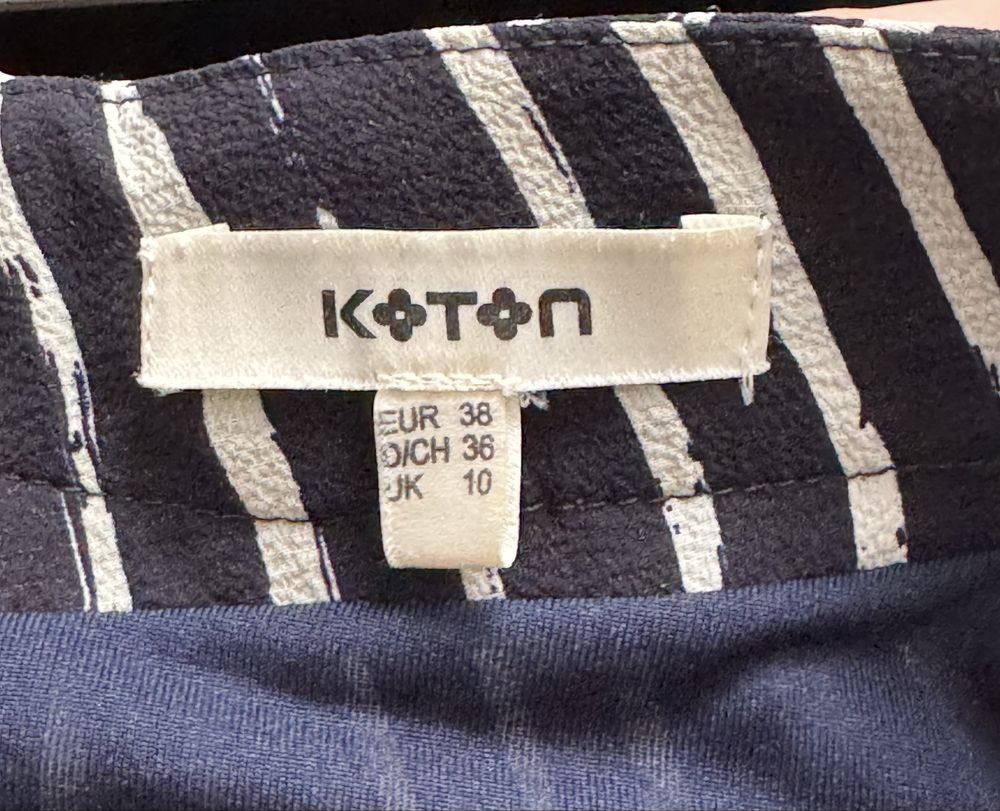 KOTON
EUR 38
D/CH 36
UK 10